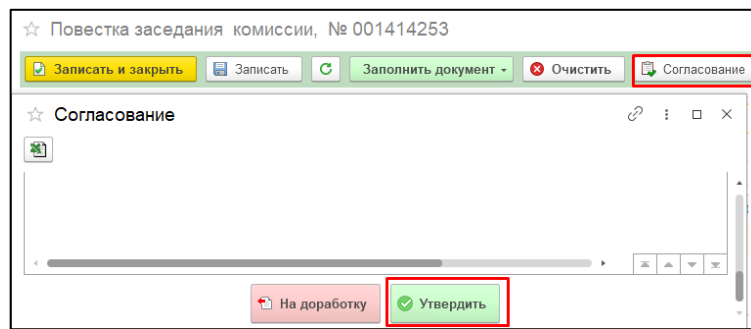 Повестка заседания комиссии, № 001414253
Записать и закрыть Записать Заполнить документ Очистить Согласование
Согласование
На доработку Утвердить